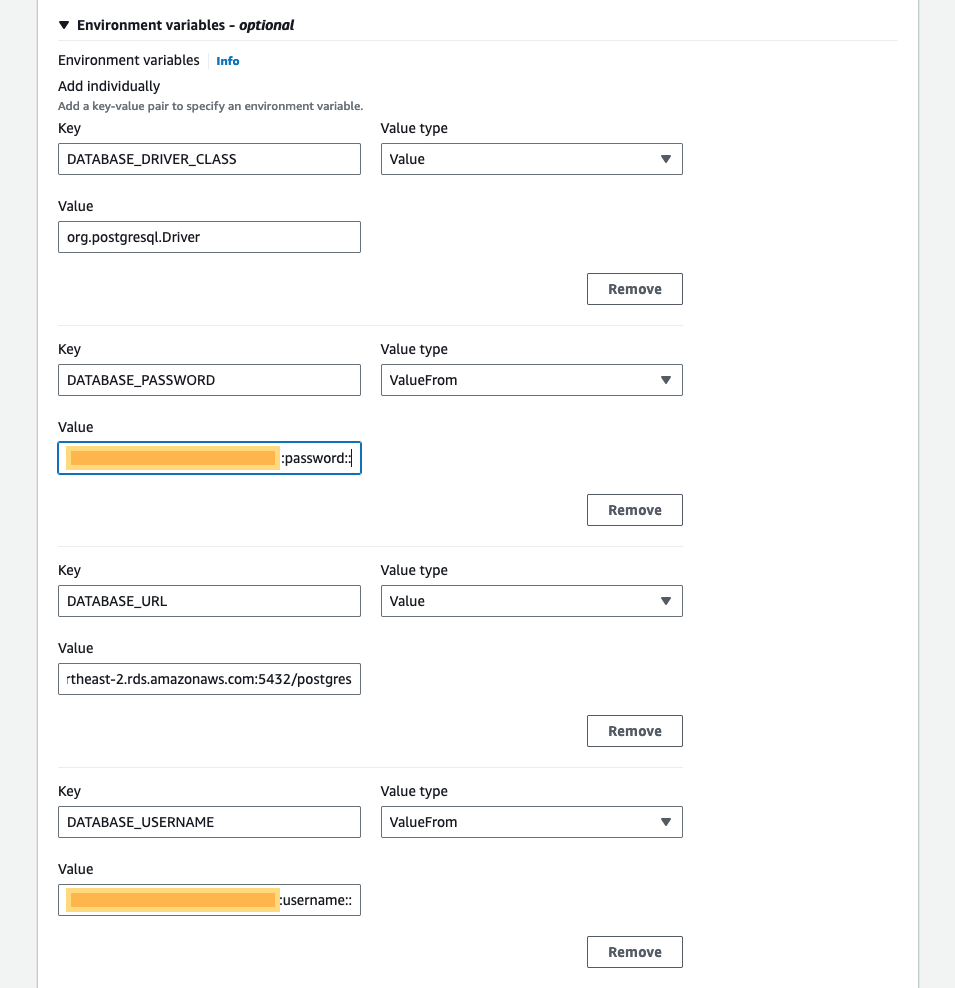 Environment variables - optional
Environment variables Info
Add individually
Add a key-value pair to specify an environment variable.
Key Value type
DATABASE_DRIVER_CLASS Value
Value
org.postgresql.Driver
Remove
Key Value type
DATABASE_PASSWORD ValueFrom
Value
:password::
Remove
Key Value type
DATABASE_URL Value
Value
rtheast-2.rds.amazonaws.com:5432/postgres
Remove
Key Value type
DATABASE_USERNAME ValueFrom
Value
:username::
Remove